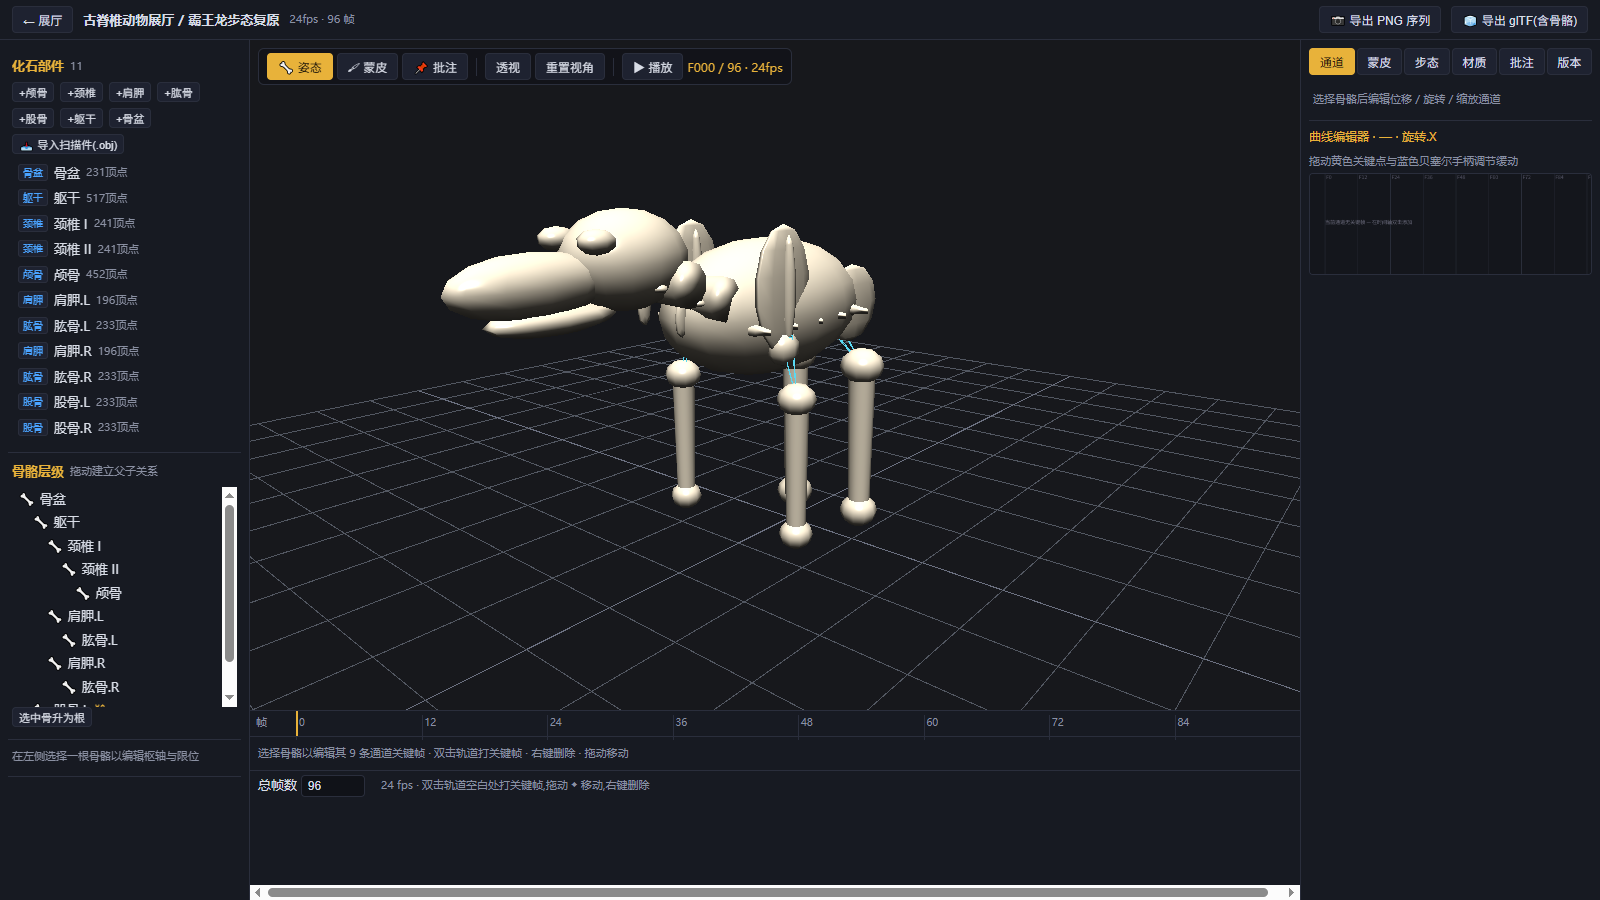 ← 展厅 古脊椎动物展厅 / 霸王龙步态复原 24fps · 96 帧 导出 PNG 序列 导出 glTF(含骨骼)
化石部件 11
+颅骨 +颈椎 +肩胛 +肱骨
+股骨 +躯干 +骨盆
导入扫描件(.obj)
骨盆 骨盆 231顶点
躯干 躯干 517顶点
颈椎 颈椎 I 241顶点
颈椎 颈椎 II 241顶点
颅骨 颅骨 452顶点
肩胛 肩胛.L 196顶点
肱骨 肱骨.L 233顶点
肩胛 肩胛.R 196顶点
肱骨 肱骨.R 233顶点
股骨 股骨.L 233顶点
股骨 股骨.R 233顶点
骨骼层级 拖动建立父子关系
骨盆
躯干
颈椎 I
颈椎 II
颅骨
肩胛.L
肱骨.L
肩胛.R
肱骨.R
选中骨升为根
在左侧选择一根骨骼以编辑枢轴与限位
姿态 蒙皮 批注 透视 重置视角 ▶ 播放 F000 / 96 · 24fps
帧 0 12 24 36 48 60 72 84
选择骨骼以编辑其 9 条通道关键帧 · 双击轨道打关键帧 · 右键删除 · 拖动移动
总帧数 96 24 fps · 双击轨道空白处打关键帧,拖动 ◆ 移动,右键删除
通道 蒙皮 步态 材质 批注 版本
选择骨骼后编辑位移 / 旋转 / 缩放通道
曲线编辑器 · — · 旋转.X
拖动黄色关键点与蓝色贝塞尔手柄调节缓动